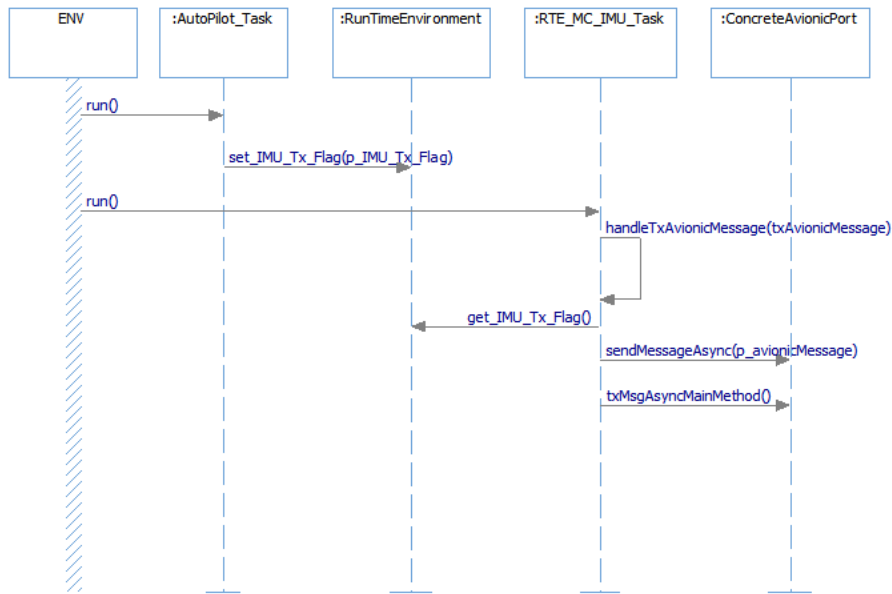 ENV
:AutoPilot_Task
:RunTimeEnvironment
:RTE_MC_IMU_Task
:ConcreteAvionicPort
run()
set_IMU_Tx_Flag(p_IMU_Tx_Flag)
run()
handleTxAvionicMessage(txAvionicMessage)
get_IMU_Tx_Flag()
sendMessageAsync(p_avionicMessage)
txMsgAsyncMainMethod()